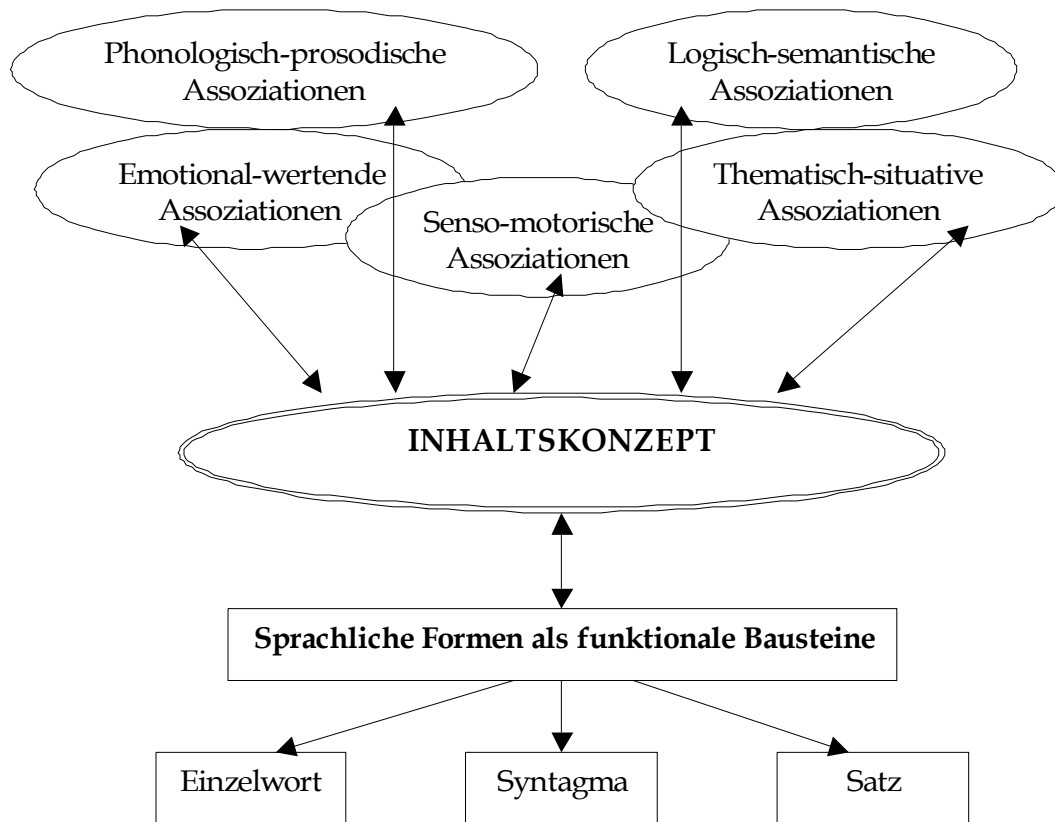 Phonologisch-prosodische
Assoziationen
Logisch-semantische
Assoziationen
Emotional-wertende
Assoziationen
Senso-motorische
Assoziationen
Thematisch-situative
Assoziationen
INHALTSKONZEPT
Sprachliche Formen als funktionale Bausteine
Einzelwort
Syntagma
Satz